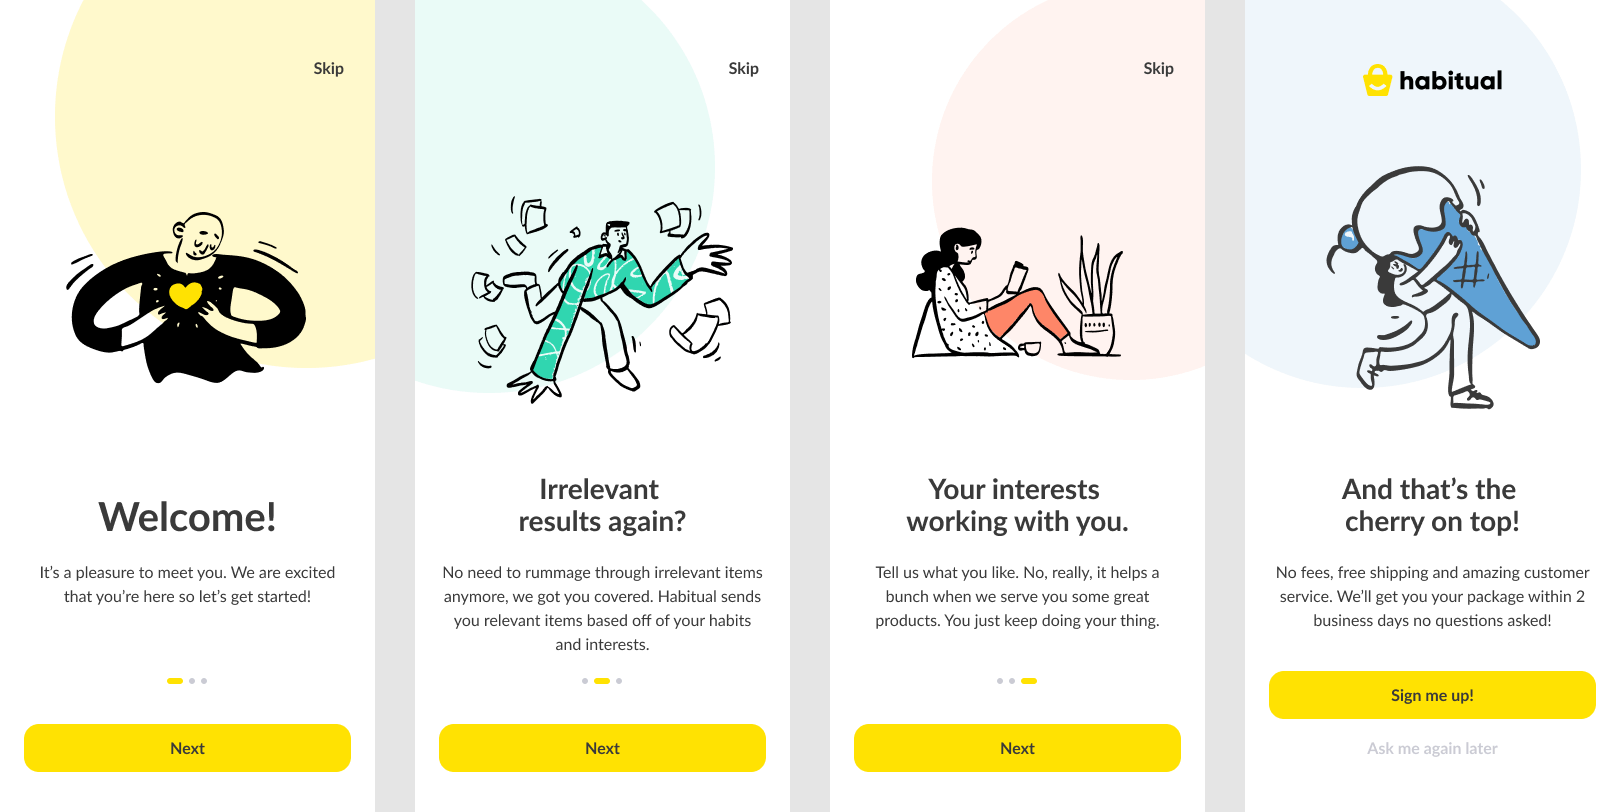 Skip
Welcome!
It's a pleasure to meet you. We are excited
that you're here so let's get started!
Next
Skip
Irrelevant
results again?
No need to rummage through irrelevant items
anymore, we got you covered. Habitual sends
you relevant items based off of your habits
and interests.
Next
Skip
Your interests
working with you.
Tell us what you like. No, really, it helps a
bunch when we serve you some great
products. You just keep doing your thing.
Next
habitual
And that's the
cherry on top!
No fees, free shipping and amazing customer
service. We'll get you your package within 2
business days no questions asked!
Sign me up!
Ask me again later